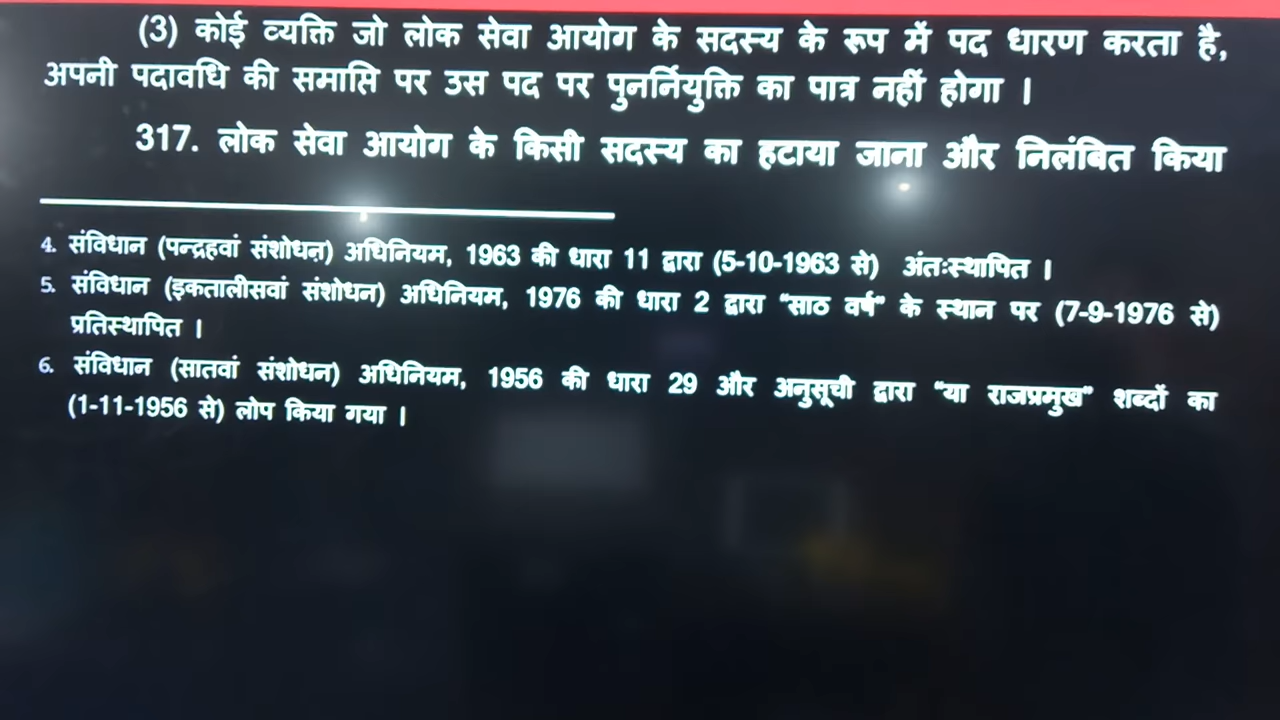 (3) कोई व्यक्ति जो लोक सेवा आयोग के सदस्य के रूप में पद धारण करता है,
अपनी पदावधि की समाप्ति पर उस पद पर पुनर्नियुक्ति का पात्र नहीं होगा ।
317. लोक सेवा आयोग के किसी सदस्य का हटाया जाना और निलंबित किया
4. संविधान (पन्द्रहवां संशोधन) अधिनियम, 1963 की धारा 11 द्वारा (5-10-1963 से) अंतःस्थापित ।
5. संविधान (इकतालीसवां संशोधन) अधिनियम, 1976 की धारा 2 द्वारा "साठ वर्ष" के स्थान पर (7-9-1976 से)
प्रतिस्थापित ।
6. संविधान (सातवां संशोधन) अधिनियम, 1956 की धारा 29 और अनुसूची द्वारा "या राजप्रमुख" शब्दों का
(1-11-1956 से) लोप किया गया ।